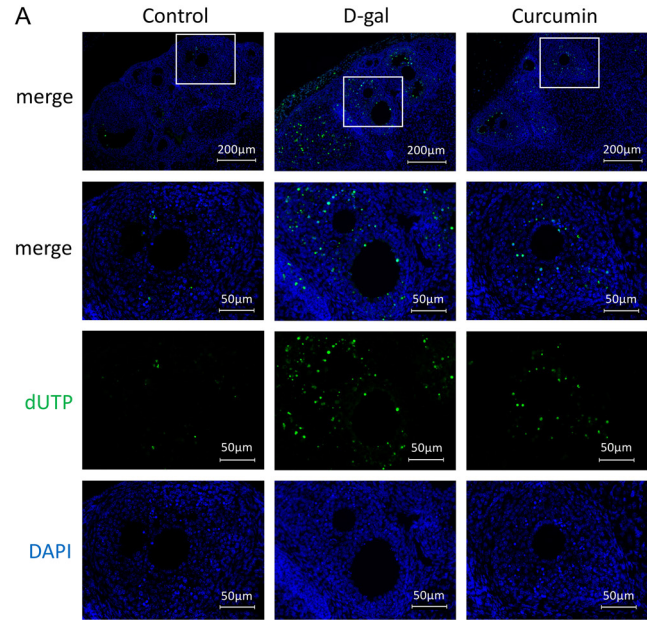 A
Control D-gal Curcumin
merge
200μm 200μm 200μm
merge
50μm 50μm 50μm
dUTP
50μm 50μm 50μm
DAPI
50μm 50μm 50μm